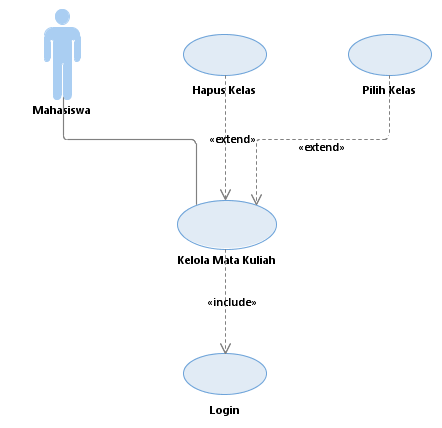 Hapus Kelas
Pilih Kelas
Mahasiswa
«extend»
«extend»
Kelola Mata Kuliah
«include»
Login